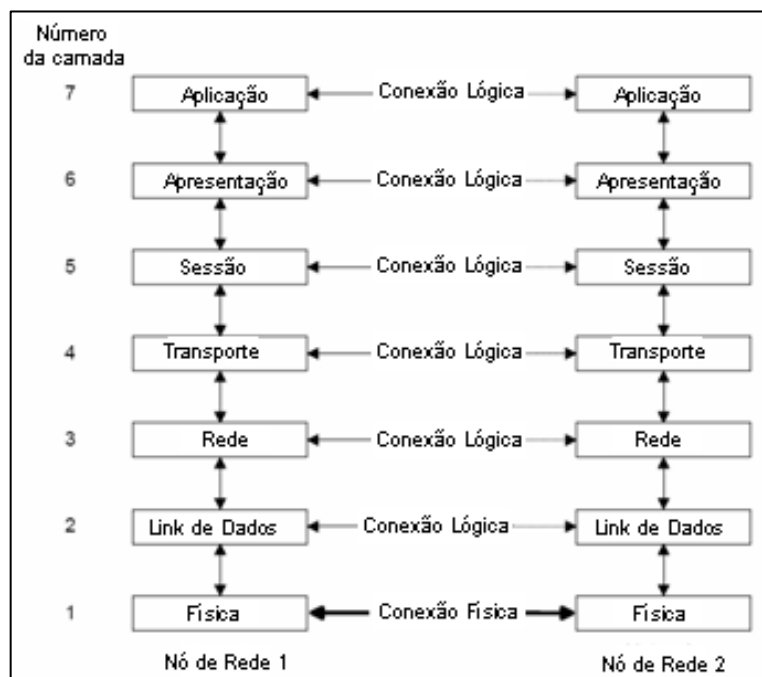 Número
da camada
7 Aplicação Conexão Lógica Aplicação
6 Apresentação Conexão Lógica Apresentação
5 Sessão Conexão Lógica Sessão
4 Transporte Conexão Lógica Transporte
3 Rede Conexão Lógica Rede
2 Link de Dados Conexão Lógica Link de Dados
1 Física Conexão Física Física
Nó de Rede 1 Nó de Rede 2